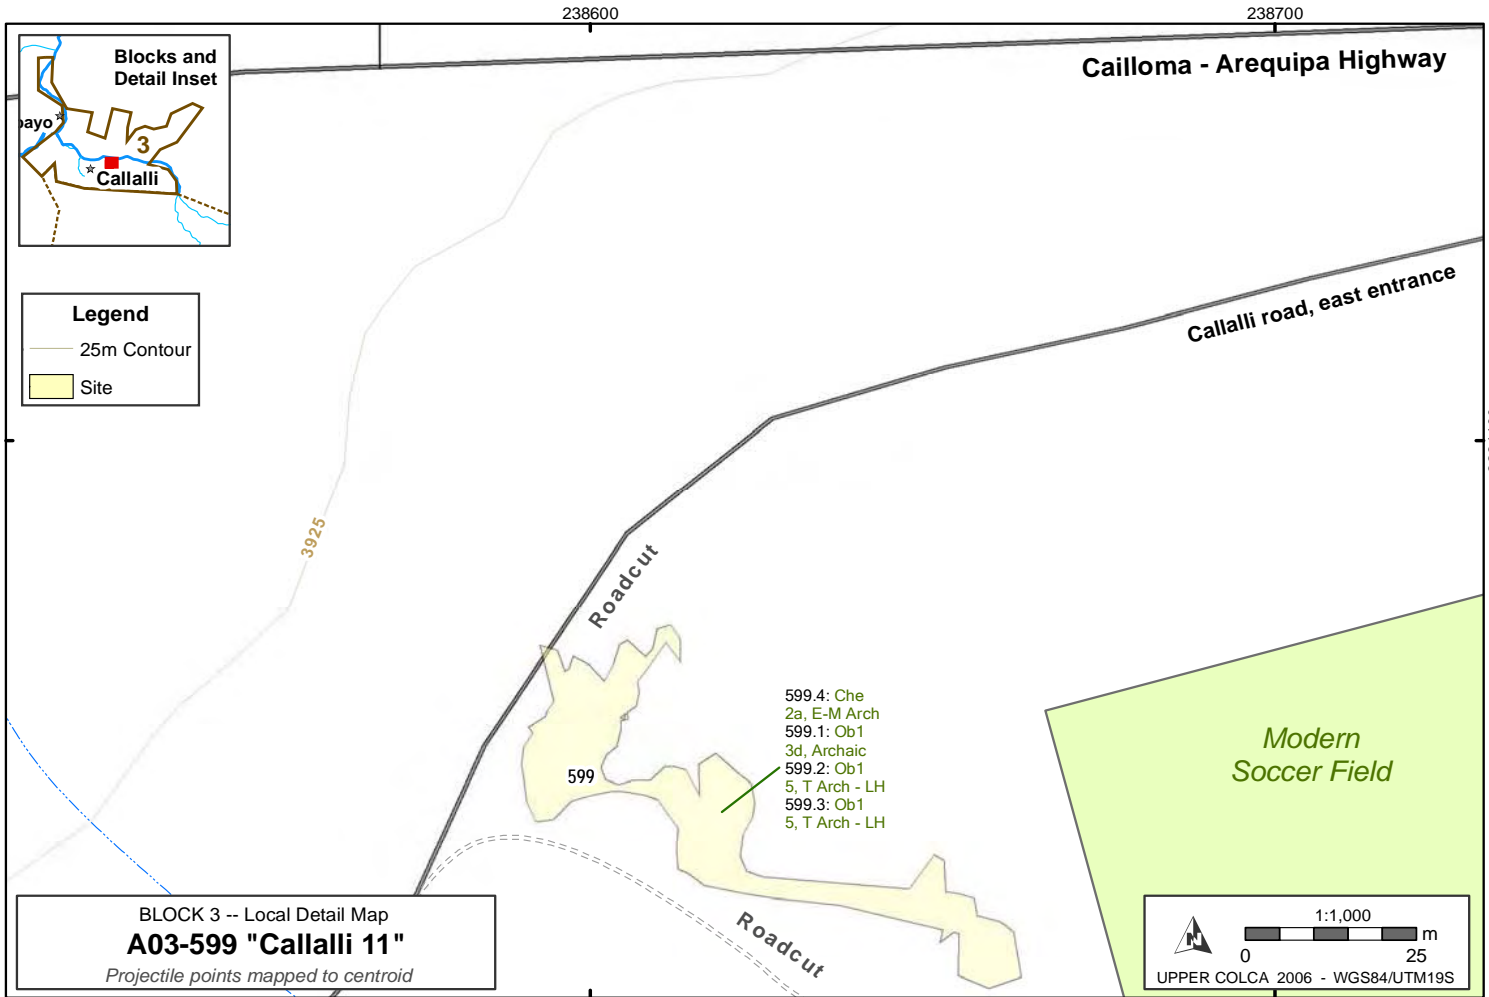 238600
238700
Blocks and
Detail Inset
3
Callalli
Cailloma - Arequipa Highway
Callalli road, east entrance
Legend
25m Contour
Site
3925
Roadcut
599.4: Che
2a, E-M Arch
599.1: Ob1
3d, Archaic
599.2: Ob1
5, T Arch - LH
599.3: Ob1
5, T Arch - LH
599
Modern
Soccer Field
Roadcut
BLOCK 3 -- Local Detail Map
A03-599 "Callalli 11"
Projectile points mapped to centroid
N
1:1,000
m
0 25
UPPER COLCA 2006 - WGS84/UTM19S